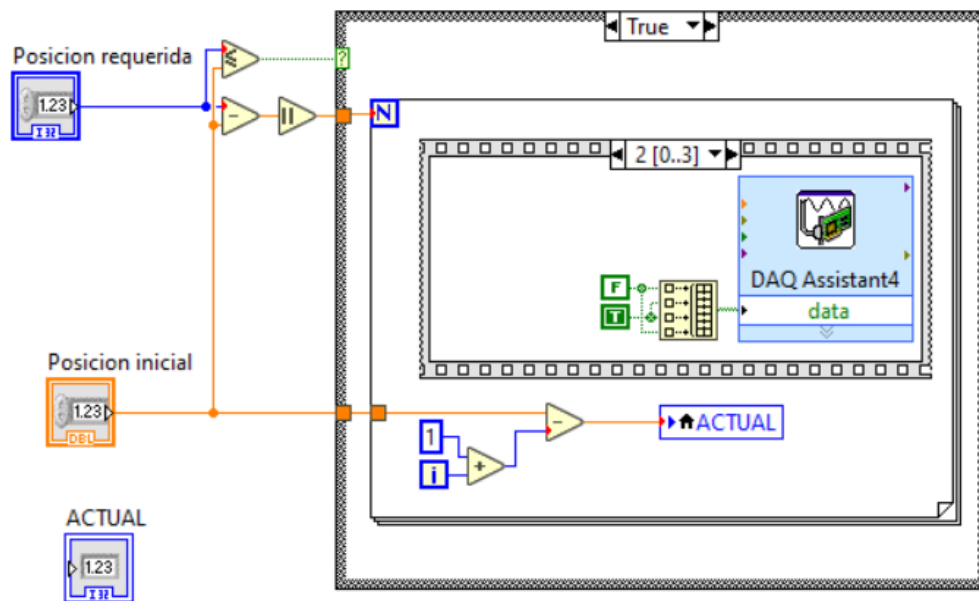 True
Posicion requerida
1.23
I32
?
N
2 [0..3]
DAQ Assistant4
data
F
T
Posicion inicial
1.23
DBL
1
i
+
-
ACTUAL
ACTUAL
1.23
I32